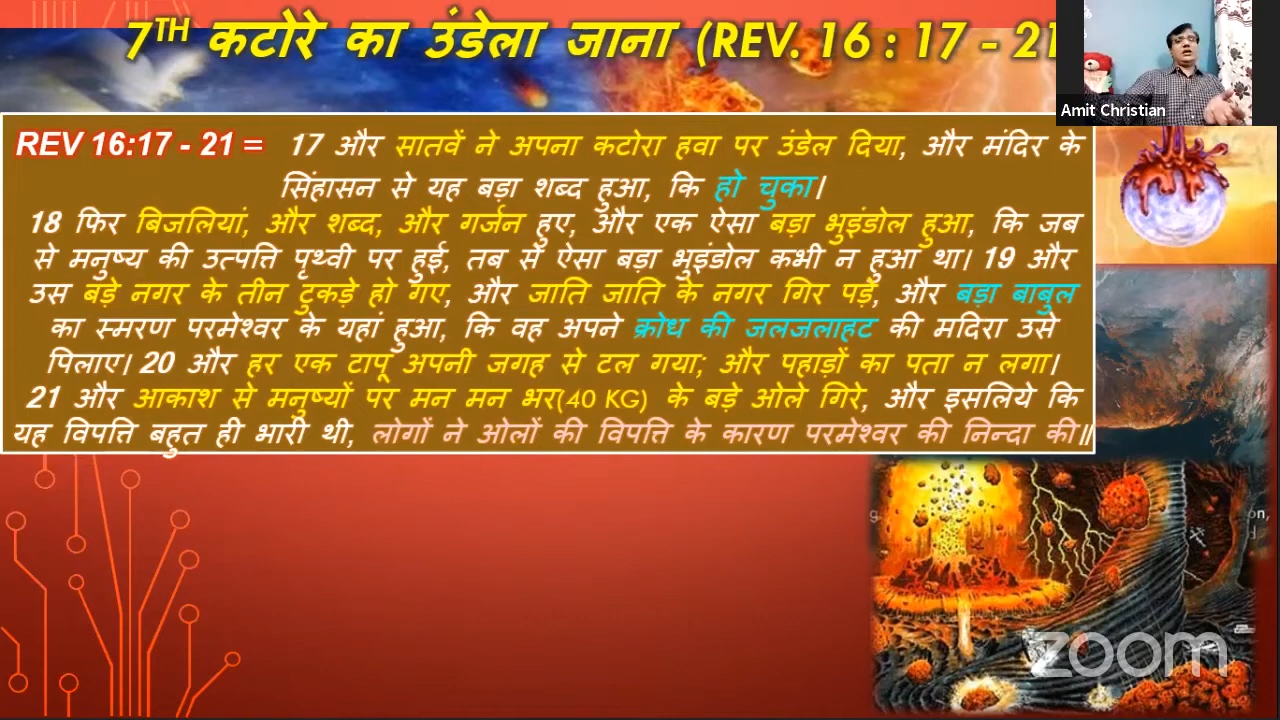 7TH कटोरे का उंडेला जाना (REV. 16 : 17 - 21
Amit Christian
REV 16:17 - 21 = 17 और सातवें ने अपना कटोरा हवा पर उंडेल दिया, और मंदिर के
सिंहासन से यह बड़ा शब्द हुआ, कि हो चुका।
18 फिर बिजलियां, और शब्द, और गर्जन हुए, और एक ऐसा बड़ा भुइंडोल हुआ, कि जब
से मनुष्य की उत्पत्ति पृथ्वी पर हुई, तब से ऐसा बड़ा भुइंडोल कभी न हुआ था। 19 और
उस बड़े नगर के तीन टुकड़े हो गए, और जाति जाति के नगर गिर पड़े, और बड़ा बाबुल
का स्मरण परमेश्वर के यहां हुआ, कि वह अपने क्रोध की जलजलाहट की मदिरा उसे
पिलाए। 20 और हर एक टापू अपनी जगह से टल गया; और पहाड़ों का पता न लगा।
21 और आकाश से मनुष्यों पर मन मन भर(40 KG) के बड़े ओले गिरे, और इसलिये कि
यह विपत्ति बहुत ही भारी थी, लोगों ने ओलों की विपत्ति के कारण परमेश्वर की निन्दा की॥
zoom